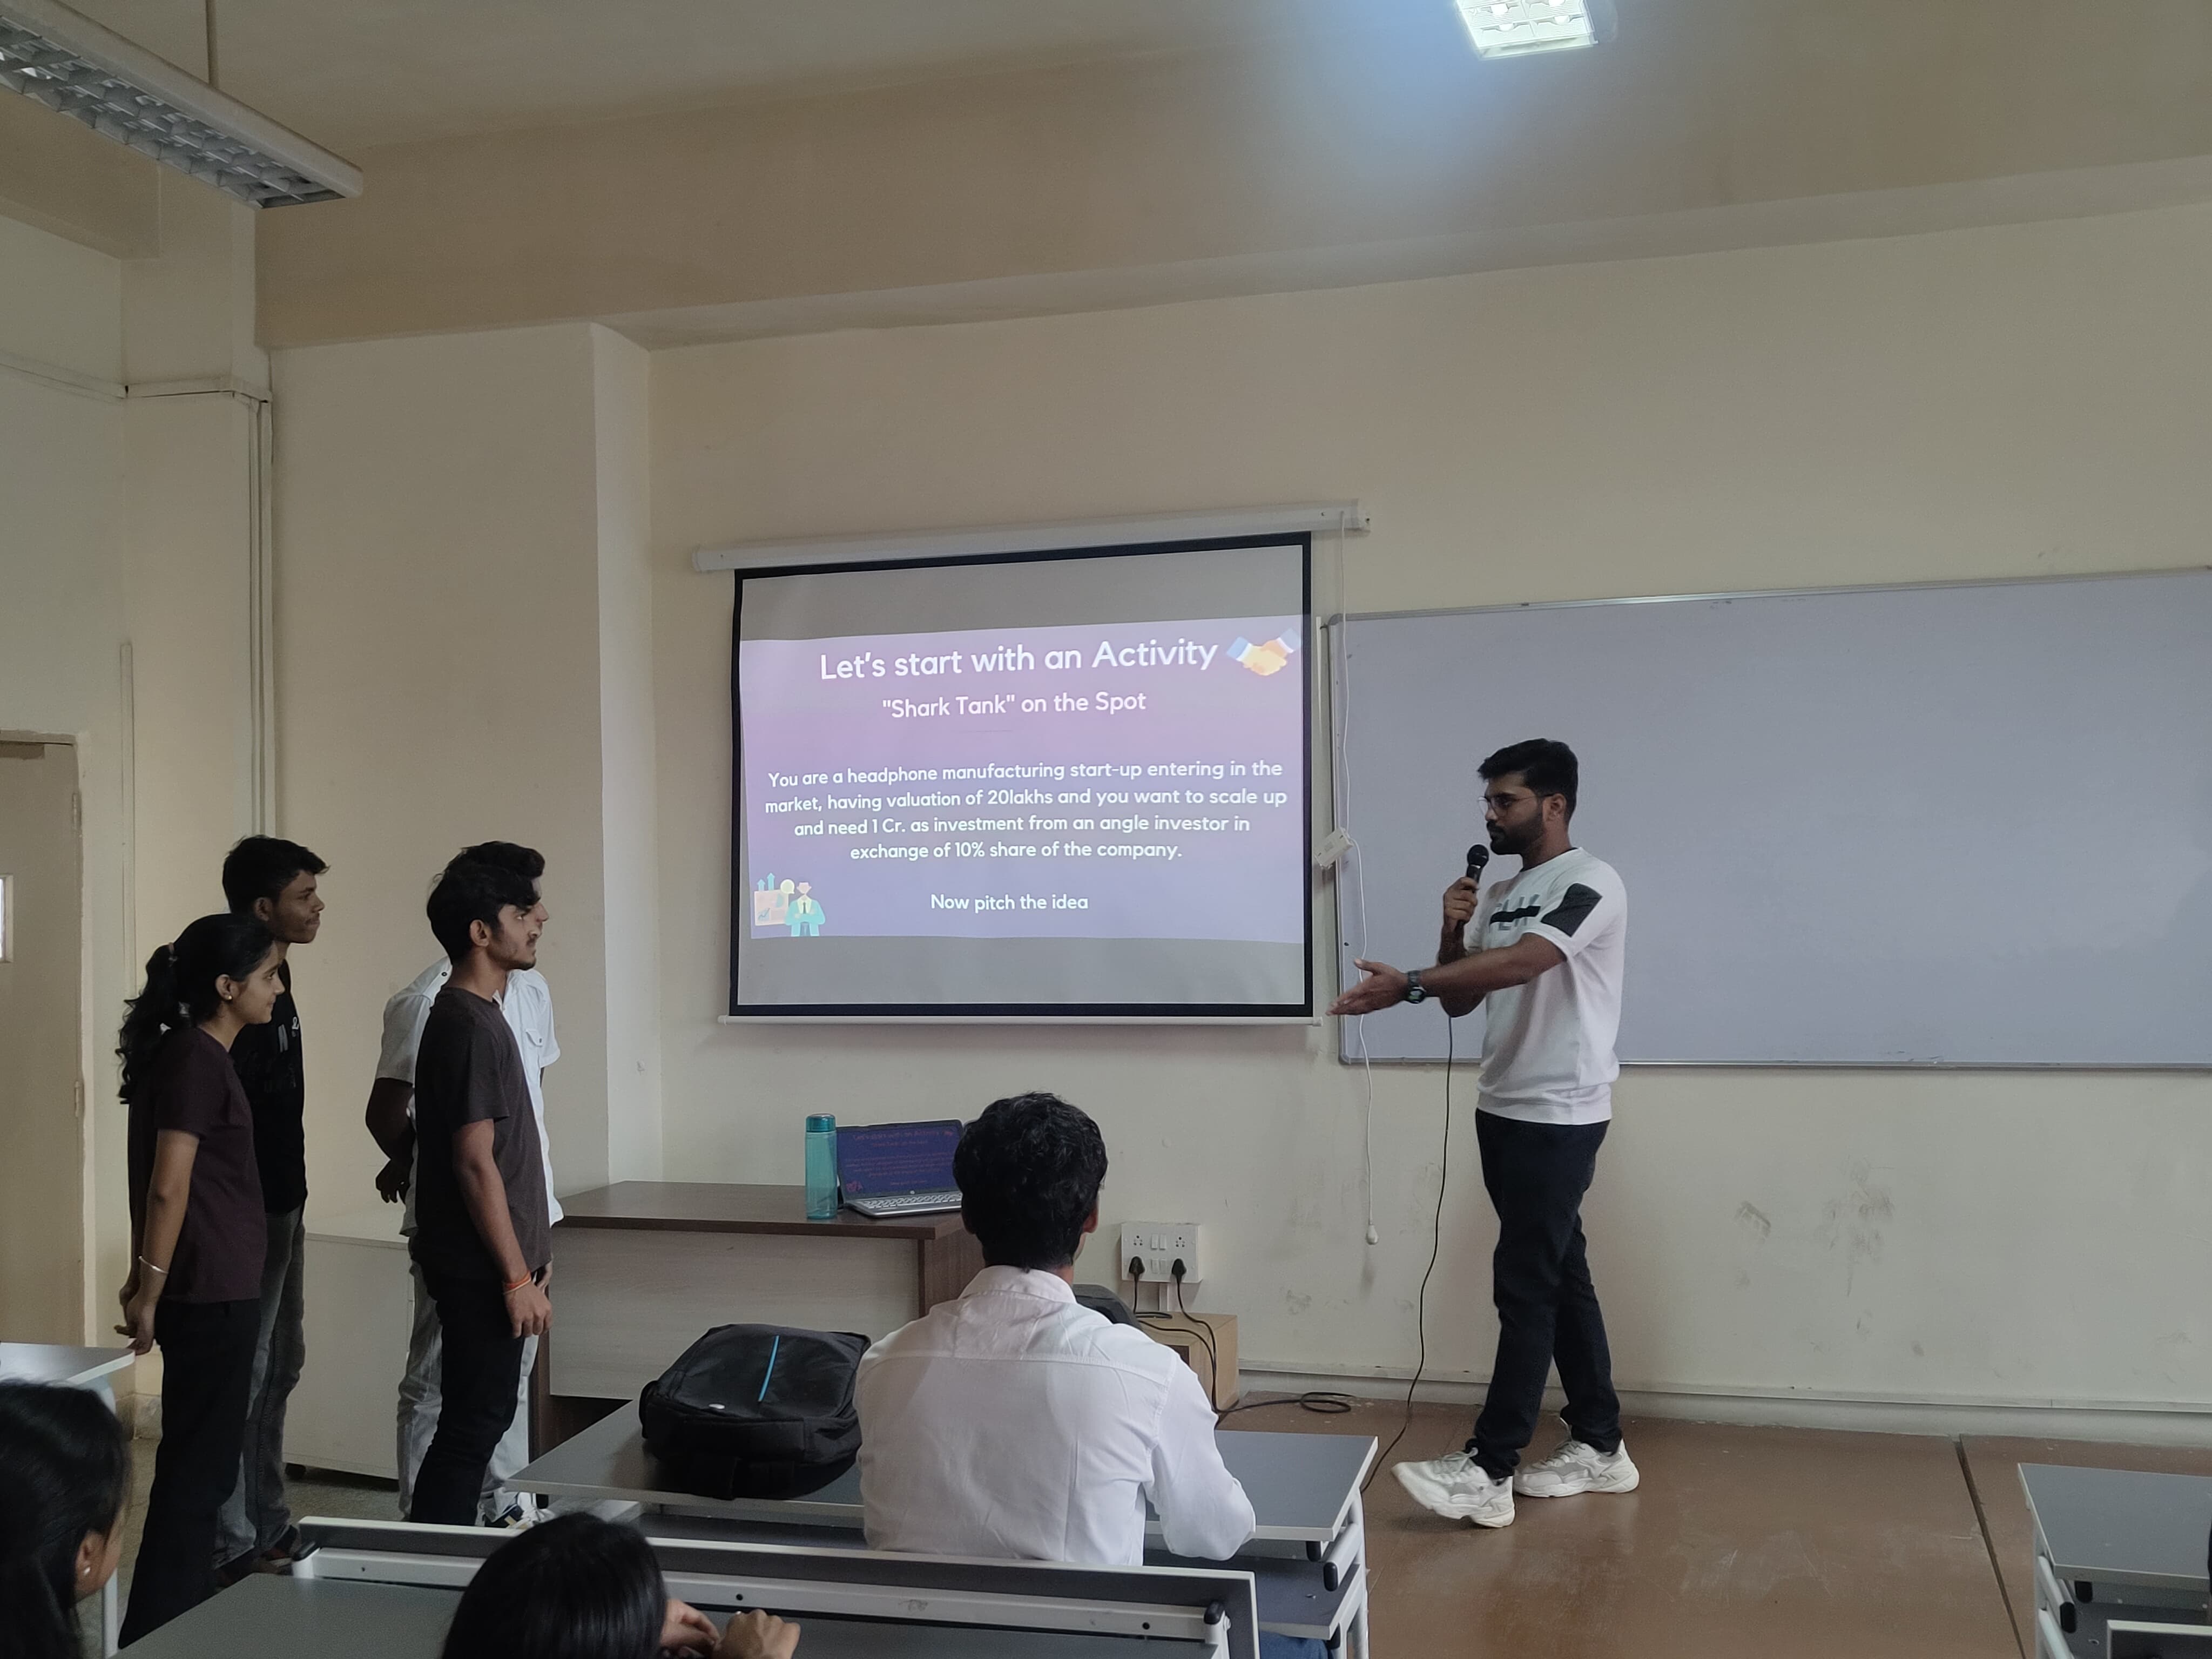 Let's start with an Activity
"Shark Tank" on the Spot
You are a headphone manufacturing start-up entering in the
market, having valuation of 20lakhs and you want to scale up
and need 1 Cr. as investment from an angle investor in
exchange of 10% share of the company.
Now pitch the idea